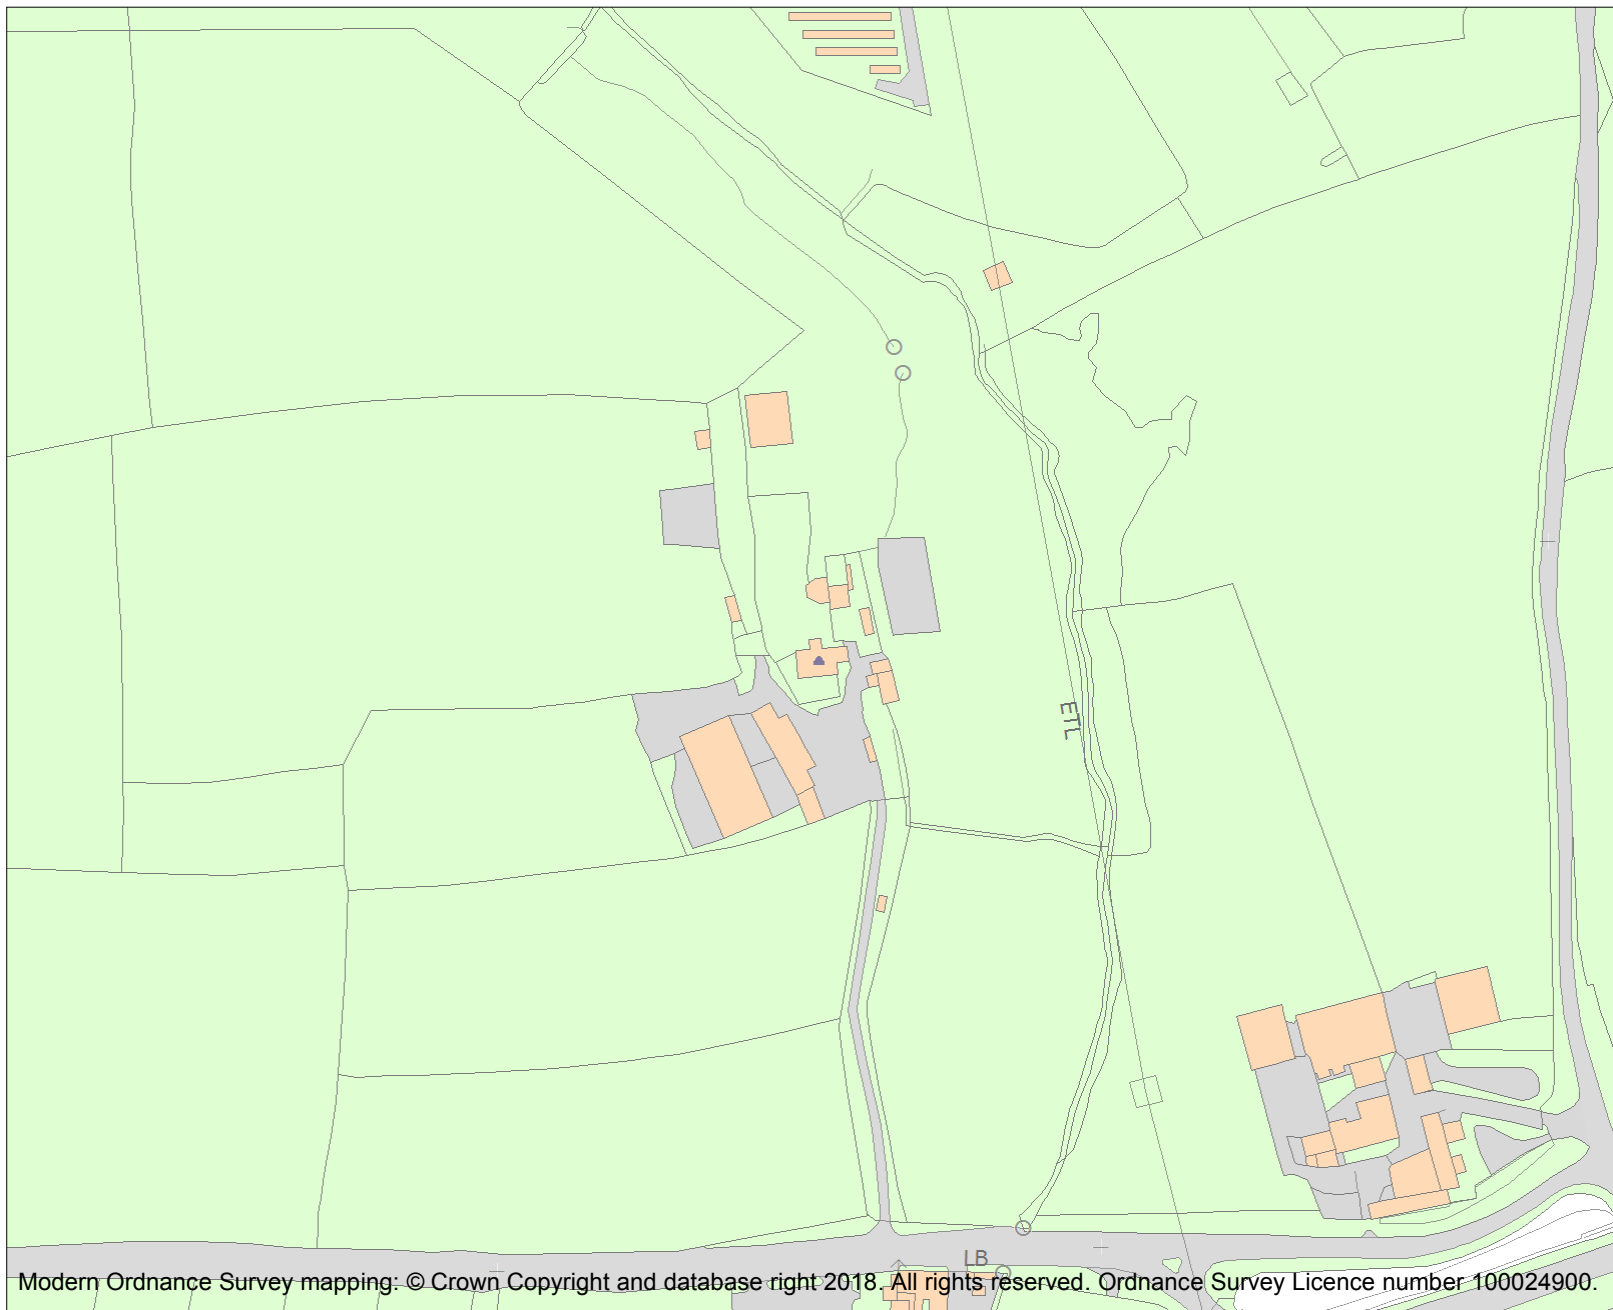 ETL
LB
Modern Ordnance Survey mapping: © Crown Copyright and database right 2018. All rights reserved. Ordnance Survey Licence number 100024900.